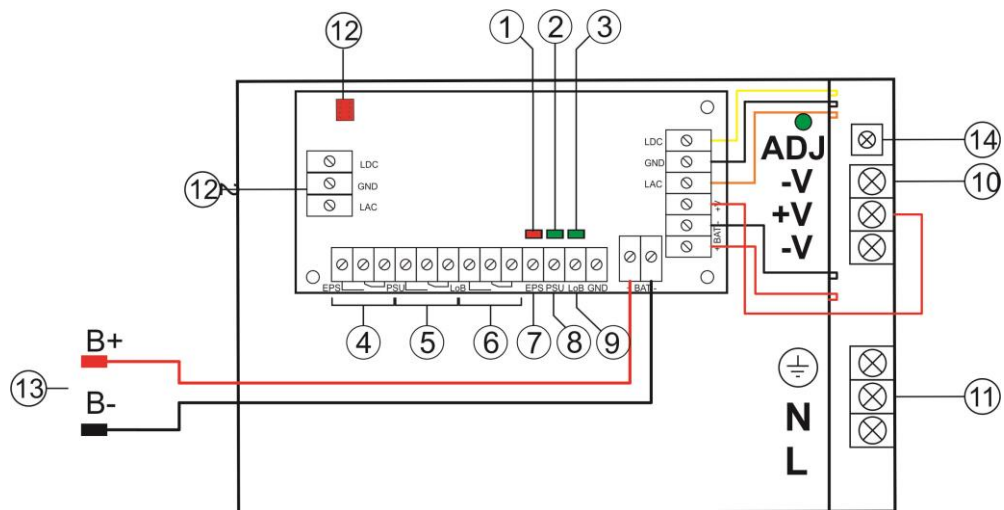 1 2 3
12
14
ADJ
-V
+V
-V
10
LDC
GND
LAC
+V
- BAT +
12
LDC
GND
LAC
EPS PSU LoB EPS PSU LoB GND + BAT -
4 5 6 7 8 9
B+
13
B-
11
N
L